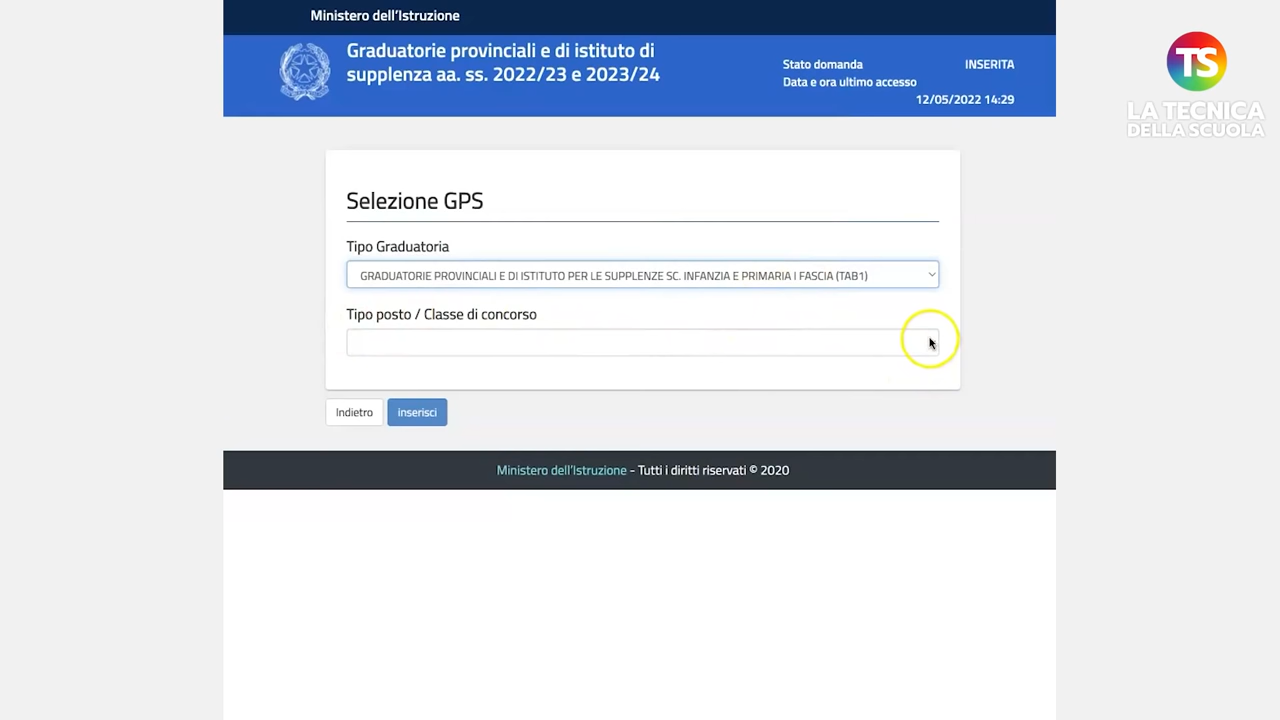 Ministero dell'Istruzione
Graduatorie provinciali e di istituto di
supplenza aa. ss. 2022/23 e 2023/24
Stato domanda INSERITA
Data e ora ultimo accesso
12/05/2022 14:29
TS
LA TECNICA
DELLA SCUOLA
Selezione GPS
Tipo Graduatoria
GRADUATORIE PROVINCIALI E DI ISTITUTO PER LE SUPPLENZE SC. INFANZIA E PRIMARIA I FASCIA (TAB1)
Tipo posto / Classe di concorso
Indietro inserisci
Ministero dell'Istruzione - Tutti i diritti riservati © 2020